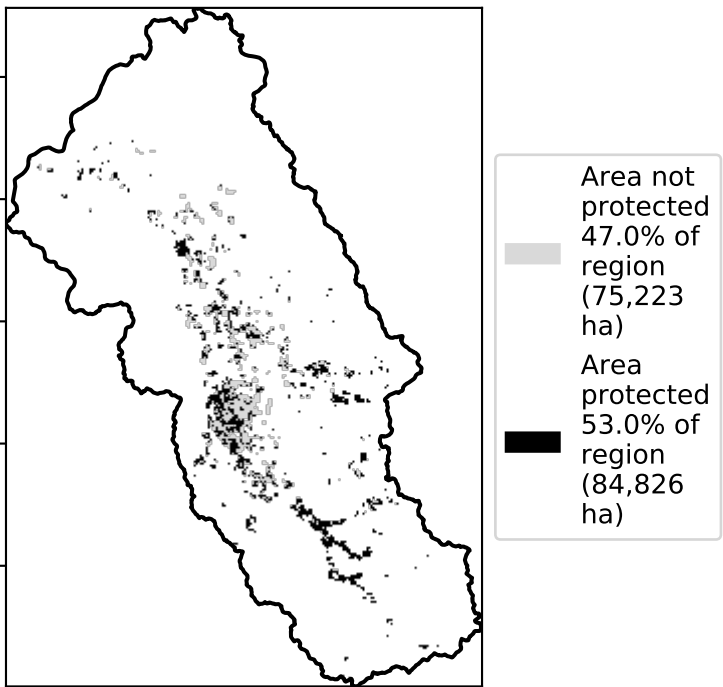 Area not
protected
47.0% of
region
(75,223
ha)
Area
protected
53.0% of
region
(84,826
ha)